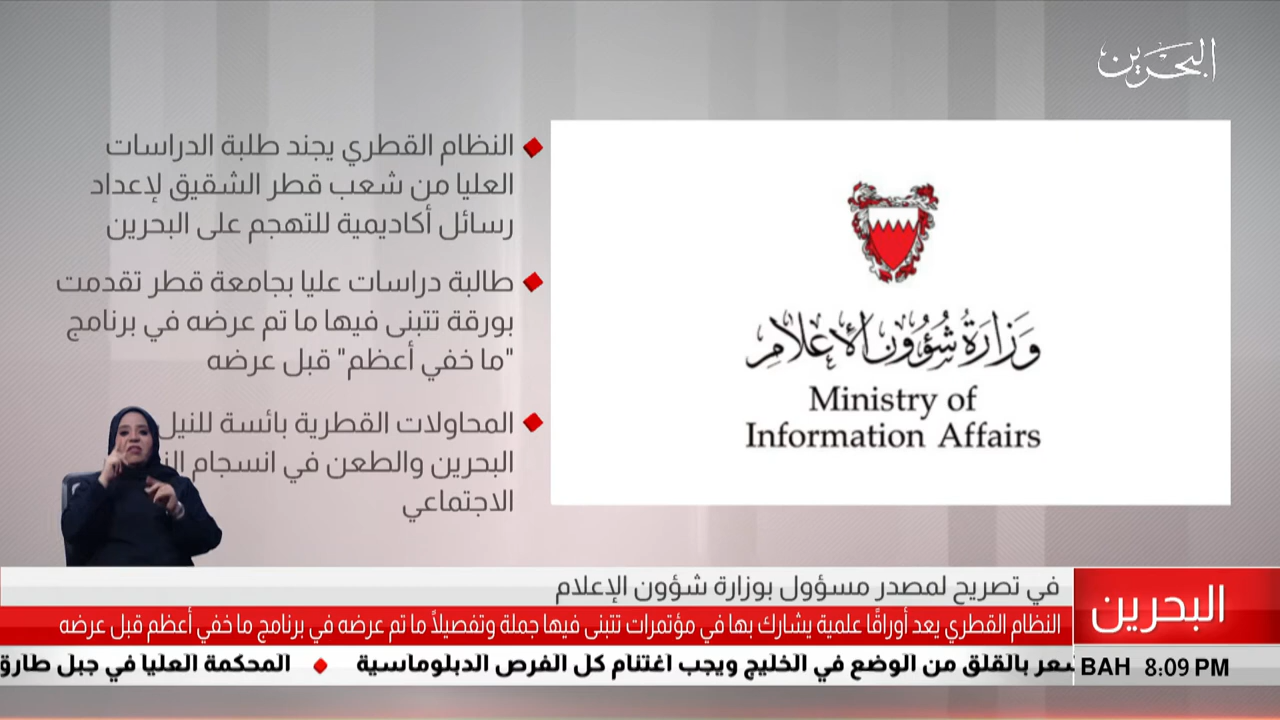 البحرين
النظام القطري يجند طلبة الدراسات
العليا من شعب قطر الشقيق لإعداد
رسائل أكاديمية للتهجم على البحرين
طالبة دراسات عليا بجامعة قطر تقدمت
بورقة تتبنى فيها ما تم عرضه في برنامج
"ما خفي أعظم" قبل عرضه
المحاولات القطرية بائسة للنيل
البحرين والطعن في انسجام
الاجتماعي
وزارة شؤون الإعلام
Ministry of
Information Affairs
في تصريح لمصدر مسؤول بوزارة شؤون الإعلام
النظام القطري يعد أوراقًا علمية يشارك بها في مؤتمرات تتبنى فيها جملة وتفصيلاً ما تم عرضه في برنامج ما خفي أعظم قبل عرضه
البحرين
بالقلق من الوضع في الخليج ويجب اغتنام كل الفرص الدبلوماسية ♦ المحكمة العليا في جبل طارق
BAH 8:09 PM